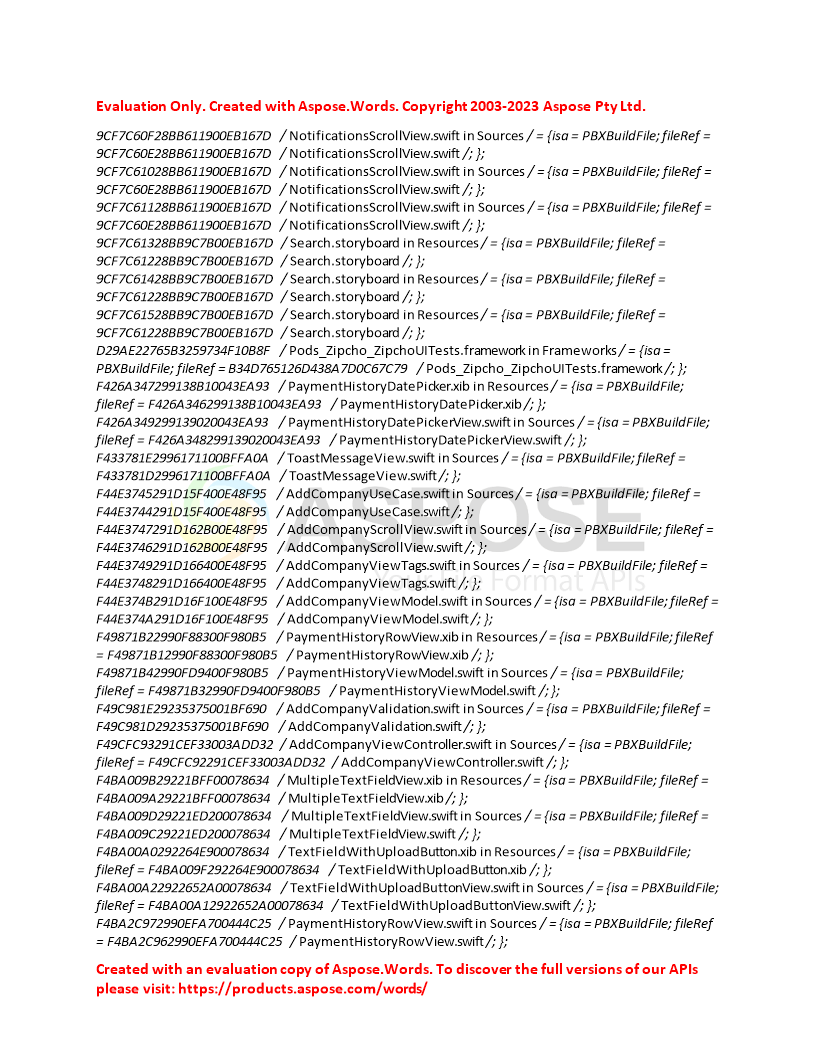 Evaluation Only. Created with Aspose.Words. Copyright 2003-2023 Aspose Pty Ltd.
9CF7C60F28BB611900EB167D / NotificationsScrollView.swift in Sources / = {isa = PBXBuildFile; fileRef =
9CF7C60E28BB611900EB167D / NotificationsScrollView.swift /; };
9CF7C61028BB611900EB167D / NotificationsScrollView.swift in Sources / = {isa = PBXBuildFile; fileRef =
9CF7C60E28BB611900EB167D / NotificationsScrollView.swift /; };
9CF7C61128BB611900EB167D / NotificationsScrollView.swift in Sources / = {isa = PBXBuildFile; fileRef =
9CF7C60E28BB611900EB167D / NotificationsScrollView.swift /; };
9CF7C61328BB9C7B00EB167D / Search.storyboard in Resources / = {isa = PBXBuildFile; fileRef =
9CF7C61228BB9C7B00EB167D / Search.storyboard /; };
9CF7C61428BB9C7B00EB167D / Search.storyboard in Resources / = {isa = PBXBuildFile; fileRef =
9CF7C61228BB9C7B00EB167D / Search.storyboard /; };
9CF7C61528BB9C7B00EB167D / Search.storyboard in Resources / = {isa = PBXBuildFile; fileRef =
9CF7C61228BB9C7B00EB167D / Search.storyboard /; };
D29AE22765B3259734F10B8F / Pods_Zipcho_ZipchoUITests.framework in Frameworks / = {isa =
PBXBuildFile; fileRef = B34D765126D438A7D0C67C79 / Pods_Zipcho_ZipchoUITests.framework /; };
F426A347299138B10043EA93 / PaymentHistoryDatePicker.xib in Resources / = {isa = PBXBuildFile;
fileRef = F426A346299138B10043EA93 / PaymentHistoryDatePicker.xib /; };
F426A349299139020043EA93 / PaymentHistoryDatePickerView.swift in Sources / = {isa = PBXBuildFile;
fileRef = F426A348299139020043EA93 / PaymentHistoryDatePickerView.swift /; };
F433781E2996171100BFFA0A / ToastMessageView.swift in Sources / = {isa = PBXBuildFile; fileRef =
F433781D2996171100BFFA0A / ToastMessageView.swift /; };
F44E3745291D15F400E48F95 / AddCompanyUseCase.swift in Sources / = {isa = PBXBuildFile; fileRef =
F44E3744291D15F400E48F95 / AddCompanyUseCase.swift /; };
F44E3747291D162B00E48F95 / AddCompanyScrollView.swift in Sources / = {isa = PBXBuildFile; fileRef =
F44E3746291D162B00E48F95 / AddCompanyScrollView.swift /; };
F44E3749291D166400E48F95 / AddCompanyViewTags.swift in Sources / = {isa = PBXBuildFile; fileRef =
F44E3748291D166400E48F95 / AddCompanyViewTags.swift /; };
F44E374B291D16F100E48F95 / AddCompanyViewModel.swift in Sources / = {isa = PBXBuildFile; fileRef =
F44E374A291D16F100E48F95 / AddCompanyViewModel.swift /; };
F49871B22990F88300F980B5 / PaymentHistoryRowView.xib in Resources / = {isa = PBXBuildFile; fileRef
= F49871B12990F88300F980B5 / PaymentHistoryRowView.xib /; };
F49871B42990FD9400F980B5 / PaymentHistoryViewModel.swift in Sources / = {isa = PBXBuildFile;
fileRef = F49871B32990FD9400F980B5 / PaymentHistoryViewModel.swift /; };
F49C981E29235375001BF690 / AddCompanyValidation.swift in Sources / = {isa = PBXBuildFile; fileRef =
F49C981D29235375001BF690 / AddCompanyValidation.swift /; };
F49CFC93291CEF33003ADD32 / AddCompanyViewController.swift in Sources / = {isa = PBXBuildFile;
fileRef = F49CFC92291CEF33003ADD32 / AddCompanyViewController.swift /; };
F4BA009B29221BFF00078634 / MultipleTextFieldView.xib in Resources / = {isa = PBXBuildFile; fileRef =
F4BA009A29221BFF00078634 / MultipleTextFieldView.xib /; };
F4BA009D29221ED200078634 / MultipleTextFieldView.swift in Sources / = {isa = PBXBuildFile; fileRef =
F4BA009C29221ED200078634 / MultipleTextFieldView.swift /; };
F4BA00A0292264E900078634 / TextFieldWithUploadButton.xib in Resources / = {isa = PBXBuildFile;
fileRef = F4BA009F292264E900078634 / TextFieldWithUploadButton.xib /; };
F4BA00A22922652A00078634 / TextFieldWithUploadButtonView.swift in Sources / = {isa = PBXBuildFile;
fileRef = F4BA00A12922652A00078634 / TextFieldWithUploadButtonView.swift /; };
F4BA2C972990EFA700444C25 / PaymentHistoryRowView.swift in Sources / = {isa = PBXBuildFile; fileRef
= F4BA2C962990EFA700444C25 / PaymentHistoryRowView.swift /; };
ASPOSE
Format APIs
Created with an evaluation copy of Aspose.Words. To discover the full versions of our APIs
please visit: https://products.aspose.com/words/